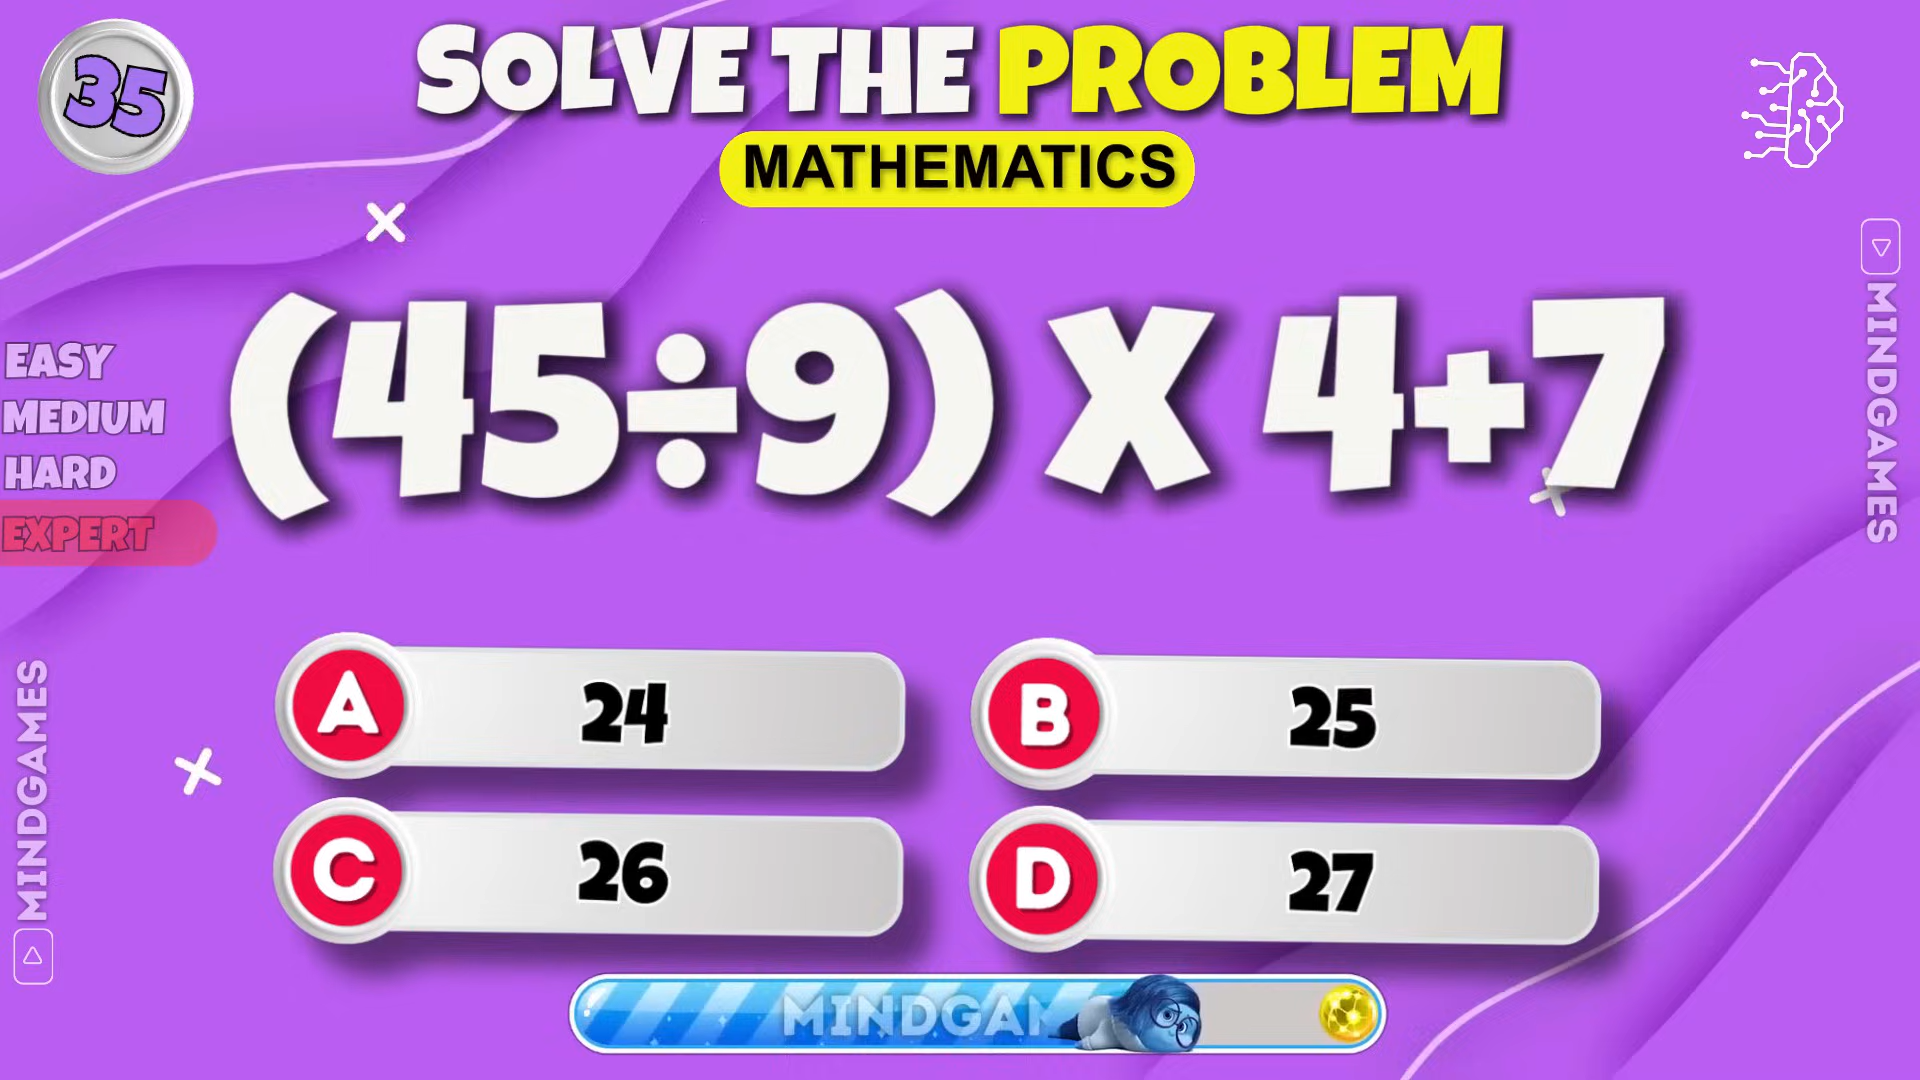 35
SOLVE THE PROBLEM
MATHEMATICS
(45÷9) X 4+7
EASY
MEDIUM
HARD
EXPERT
MINDGAMES
MINDGAMES
A 24
B 25
C 26
D 27
MINDGAM